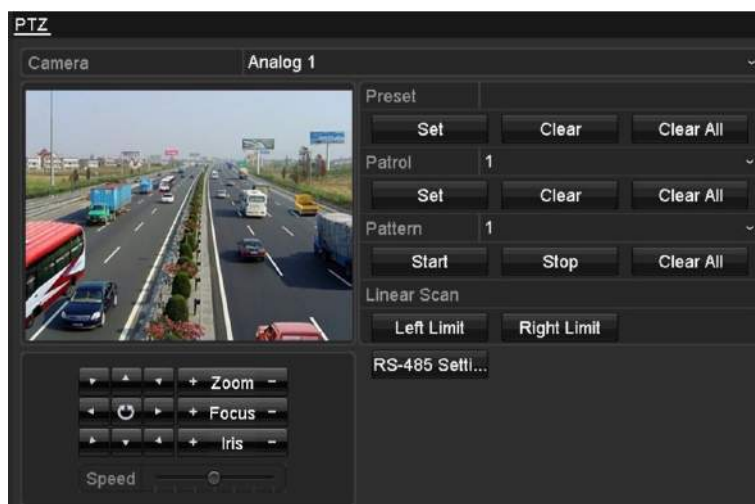 PTZ
Camera Analog 1
Preset
Set Clear Clear All
Patrol 1
Set Clear Clear All
Pattern 1
Start Stop Clear All
Linear Scan
Left Limit Right Limit
RS-485 Setti...
+ Zoom -
+ Focus -
+ Iris -
Speed